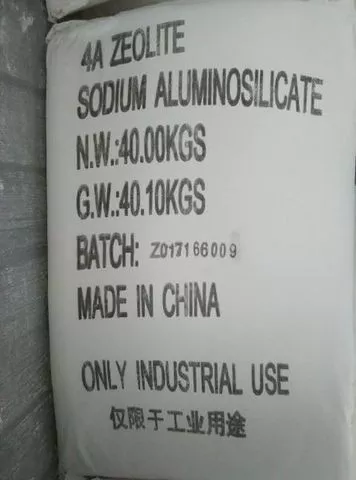 4A ZEOLITE
SODIUM ALUMINOSILICATE
N.W.:40.00KGS
G.W.:40.10KGS
BATCH: Z017166009
MADE IN CHINA
ONLY INDUSTRIAL USE
仅限于工业用途